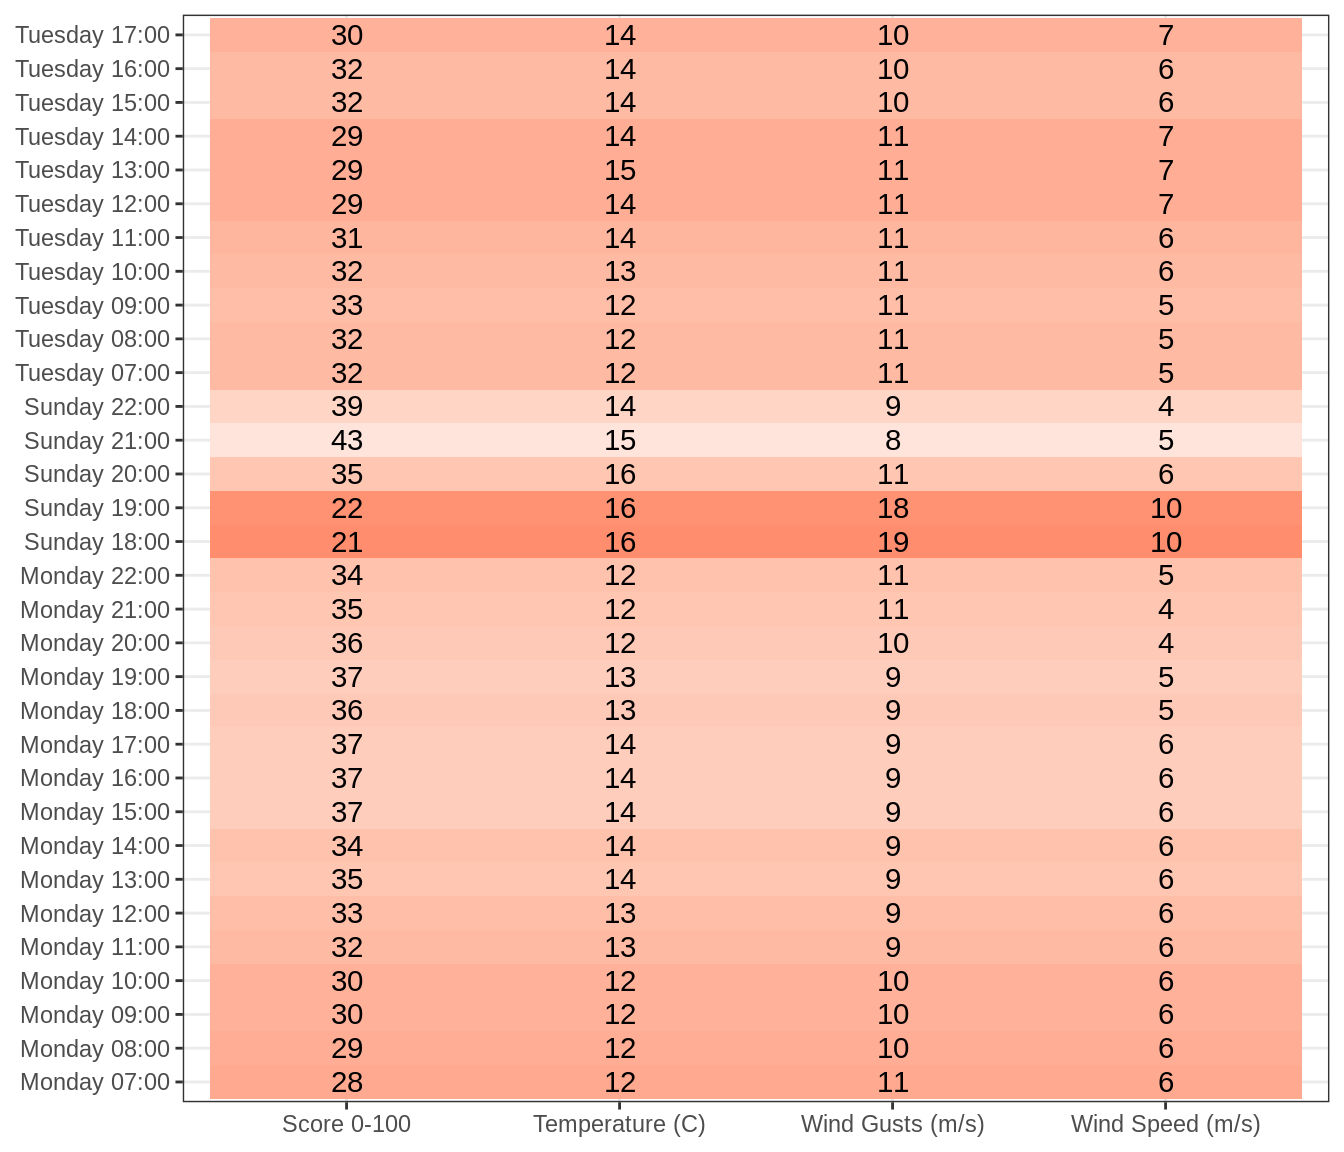 Tuesday 17:00 30 14 10 7
Tuesday 16:00 32 14 10 6
Tuesday 15:00 32 14 10 6
Tuesday 14:00 29 14 11 7
Tuesday 13:00 29 15 11 7
Tuesday 12:00 29 14 11 7
Tuesday 11:00 31 14 11 6
Tuesday 10:00 32 13 11 6
Tuesday 09:00 33 12 11 5
Tuesday 08:00 32 12 11 5
Tuesday 07:00 32 12 11 5
Sunday 22:00 39 14 9 4
Sunday 21:00 43 15 8 5
Sunday 20:00 35 16 11 6
Sunday 19:00 22 16 18 10
Sunday 18:00 21 16 19 10
Monday 22:00 34 12 11 5
Monday 21:00 35 12 11 4
Monday 20:00 36 12 10 4
Monday 19:00 37 13 9 5
Monday 18:00 36 13 9 5
Monday 17:00 37 14 9 6
Monday 16:00 37 14 9 6
Monday 15:00 37 14 9 6
Monday 14:00 34 14 9 6
Monday 13:00 35 14 9 6
Monday 12:00 33 13 9 6
Monday 11:00 32 13 9 6
Monday 10:00 30 12 10 6
Monday 09:00 30 12 10 6
Monday 08:00 29 12 10 6
Monday 07:00 28 12 11 6
Score 0-100 Temperature (C) Wind Gusts (m/s) Wind Speed (m/s)